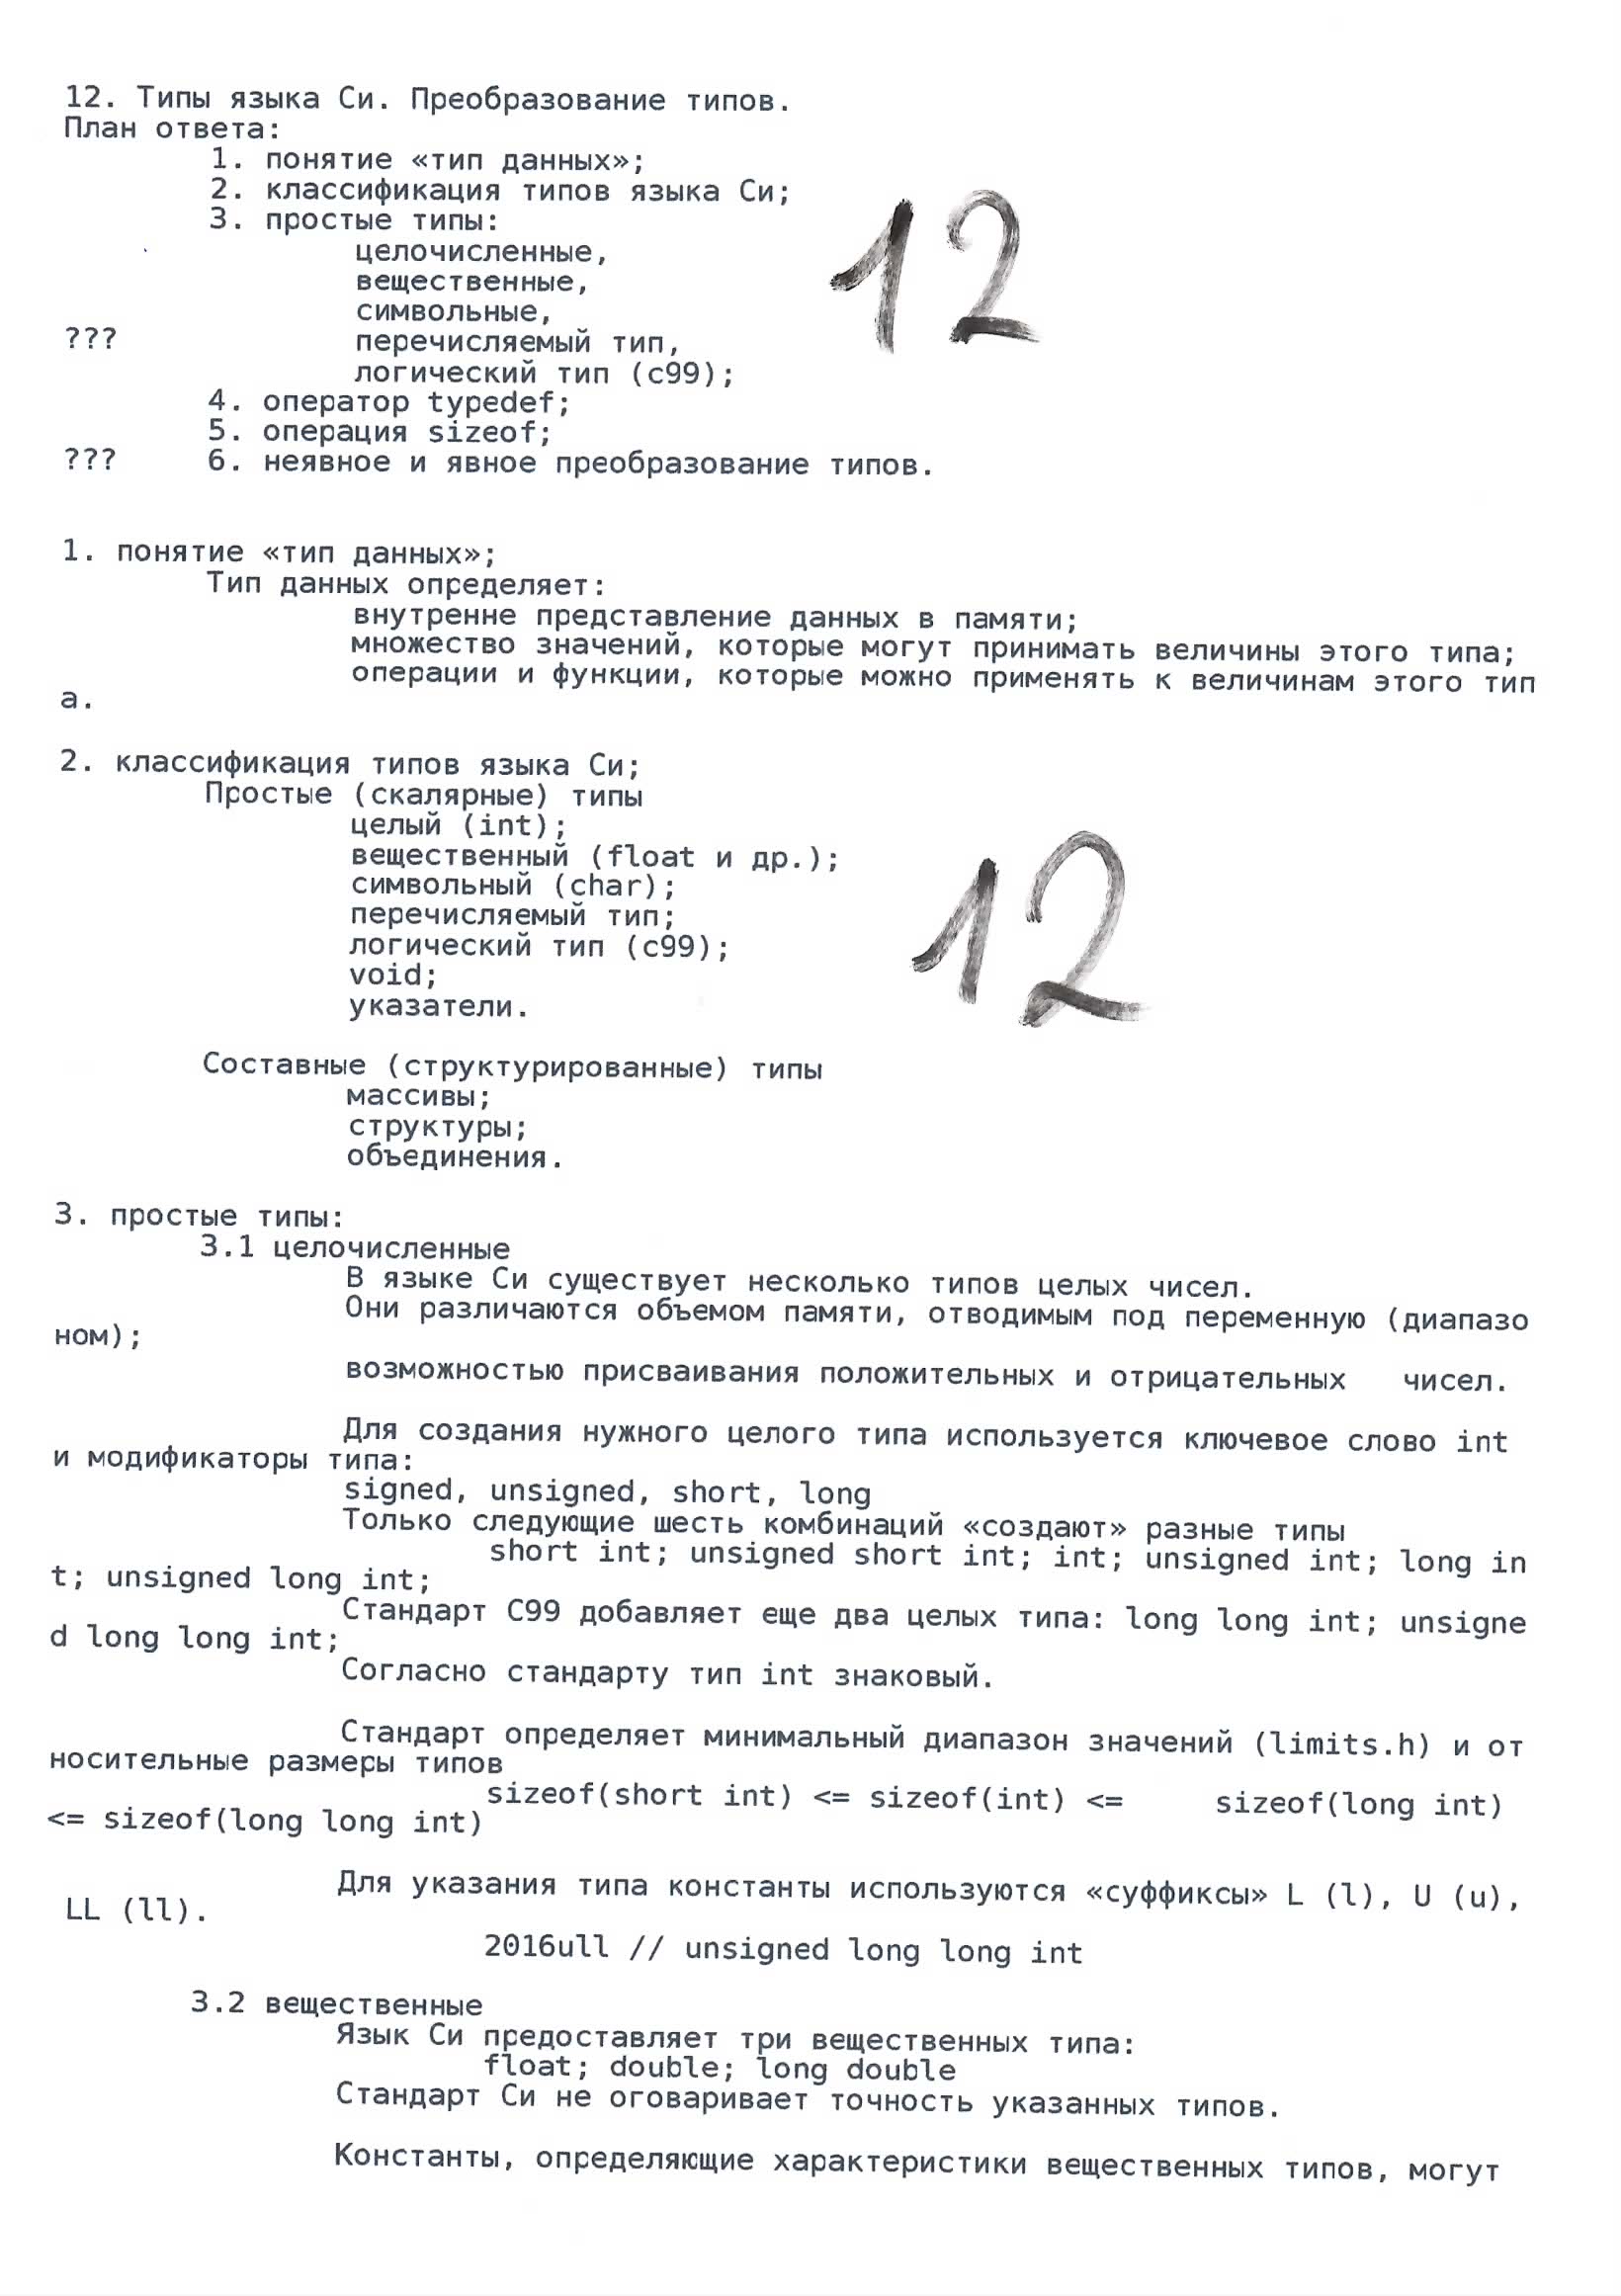 12. Типы языка Си. Преобразование типов.
План ответа:
1. понятие «тип данных»;
2. классификация типов языка Си;
3. простые типы:
целочисленные,
вещественные,
символьные,
??? перечисляемый тип,
логический тип (c99);
4. оператор typedef;
5. операция sizeof;
??? 6. неявное и явное преобразование типов.
12
1. понятие «тип данных»;
Тип данных определяет:
внутренне представление данных в памяти;
множество значений, которые могут принимать величины этого типа;
операции и функции, которые можно применять к величинам этого тип
а.
2. классификация типов языка Си;
Простые (скалярные) типы
целый (int);
вещественный (float и др.);
символьный (char);
перечисляемый тип;
логический тип (c99);
void;
указатели.
12
Составные (структурированные) типы
массивы;
структуры;
объединения.
3. простые типы:
3.1 целочисленные
В языке Си существует несколько типов целых чисел.
Они различаются объемом памяти, отводимым под переменную (диапазо
ном);
возможностью присваивания положительных и отрицательных чисел.
Для создания нужного целого типа используется ключевое слово int
и модификаторы типа:
signed, unsigned, short, long
Только следующие шесть комбинаций «создают» разные типы
short int; unsigned short int; int; unsigned int; long in
t; unsigned long int;
Стандарт C99 добавляет еще два целых типа: long long int; unsigne
d long long int;
Согласно стандарту тип int знаковый.
Стандарт определяет минимальный диапазон значений (limits.h) и от
носительные размеры типов
sizeof(short int) <= sizeof(int) <= sizeof(long int)
<= sizeof(long long int)
Для указания типа константы используются «суффиксы» L (l), U (u),
LL (ll).
2016ull // unsigned long long int
3.2 вещественные
Язык Си предоставляет три вещественных типа:
float; double; long double
Стандарт Си не оговаривает точность указанных типов.
Константы, определяющие характеристики вещественных типов, могут